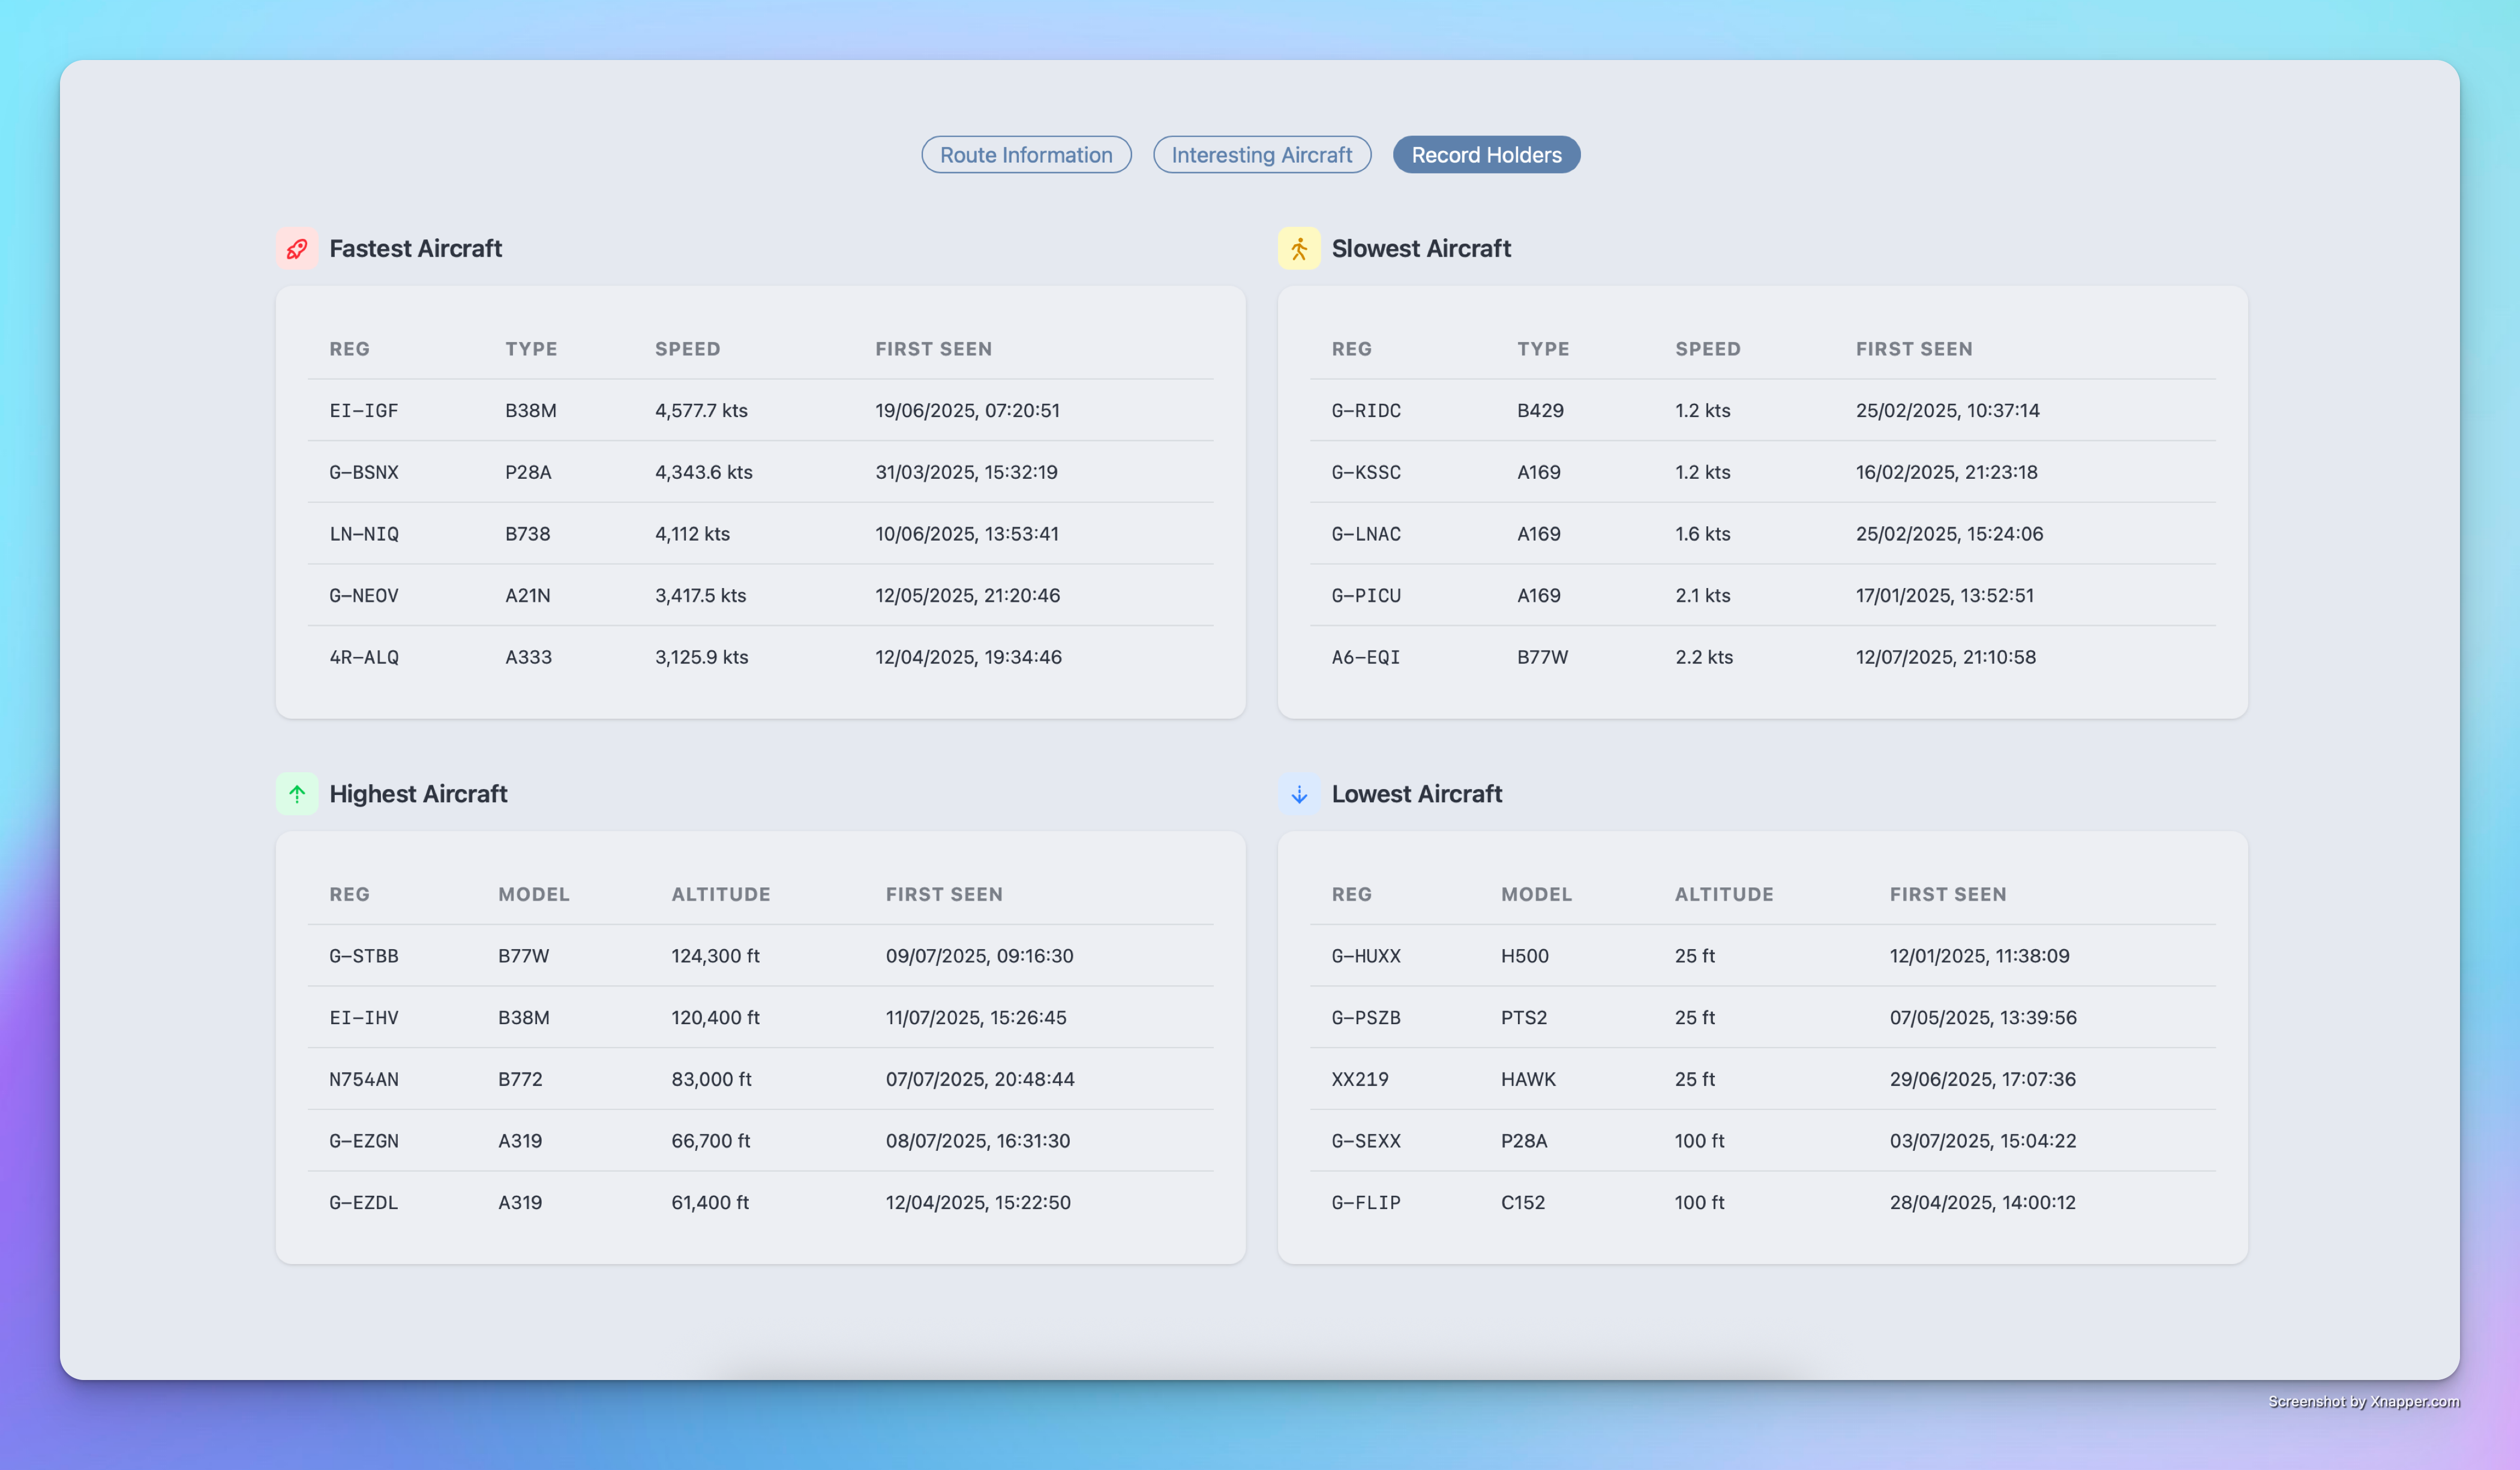 Route Information Interesting Aircraft Record Holders
Fastest Aircraft
REG TYPE SPEED FIRST SEEN
EI-IGF B38M 4,577.7 kts 19/06/2025, 07:20:51
G-BSNX P28A 4,343.6 kts 31/03/2025, 15:32:19
LN-NIQ B738 4,112 kts 10/06/2025, 13:53:41
G-NEOV A21N 3,417.5 kts 12/05/2025, 21:20:46
4R-ALQ A333 3,125.9 kts 12/04/2025, 19:34:46
Slowest Aircraft
REG TYPE SPEED FIRST SEEN
G-RIDC B429 1.2 kts 25/02/2025, 10:37:14
G-KSSC A169 1.2 kts 16/02/2025, 21:23:18
G-LNAC A169 1.6 kts 25/02/2025, 15:24:06
G-PICU A169 2.1 kts 17/01/2025, 13:52:51
A6-EQI B77W 2.2 kts 12/07/2025, 21:10:58
Highest Aircraft
REG MODEL ALTITUDE FIRST SEEN
G-STBB B77W 124,300 ft 09/07/2025, 09:16:30
EI-IHV B38M 120,400 ft 11/07/2025, 15:26:45
N754AN B772 83,000 ft 07/07/2025, 20:48:44
G-EZGN A319 66,700 ft 08/07/2025, 16:31:30
G-EZDL A319 61,400 ft 12/04/2025, 15:22:50
Lowest Aircraft
REG MODEL ALTITUDE FIRST SEEN
G-HUXX H500 25 ft 12/01/2025, 11:38:09
G-PSZB PTS2 25 ft 07/05/2025, 13:39:56
XX219 HAWK 25 ft 29/06/2025, 17:07:36
G-SEXX P28A 100 ft 03/07/2025, 15:04:22
G-FLIP C152 100 ft 28/04/2025, 14:00:12
Screenshot by Xnapper.com